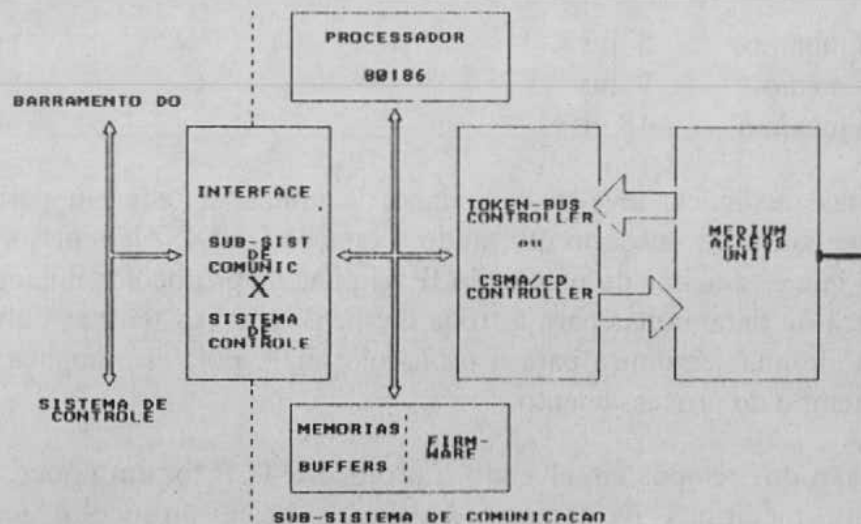 PROCESSADOR
80186
BARRAMENTO DO
INTERFACE
SUB-SIST
DE
COMUNIC
X
SISTEMA
DE
CONTROLE
TOKEN-BUS
CONTROLLER
ou
CSMA/CD
CONTROLLER
MEDIUM
ACCESS
UNIT
SISTEMA DE
CONTROLE
MEMORIAS
BUFFERS
FIRM-
WARE
SUB-SISTEMA DE COMUNICACAO